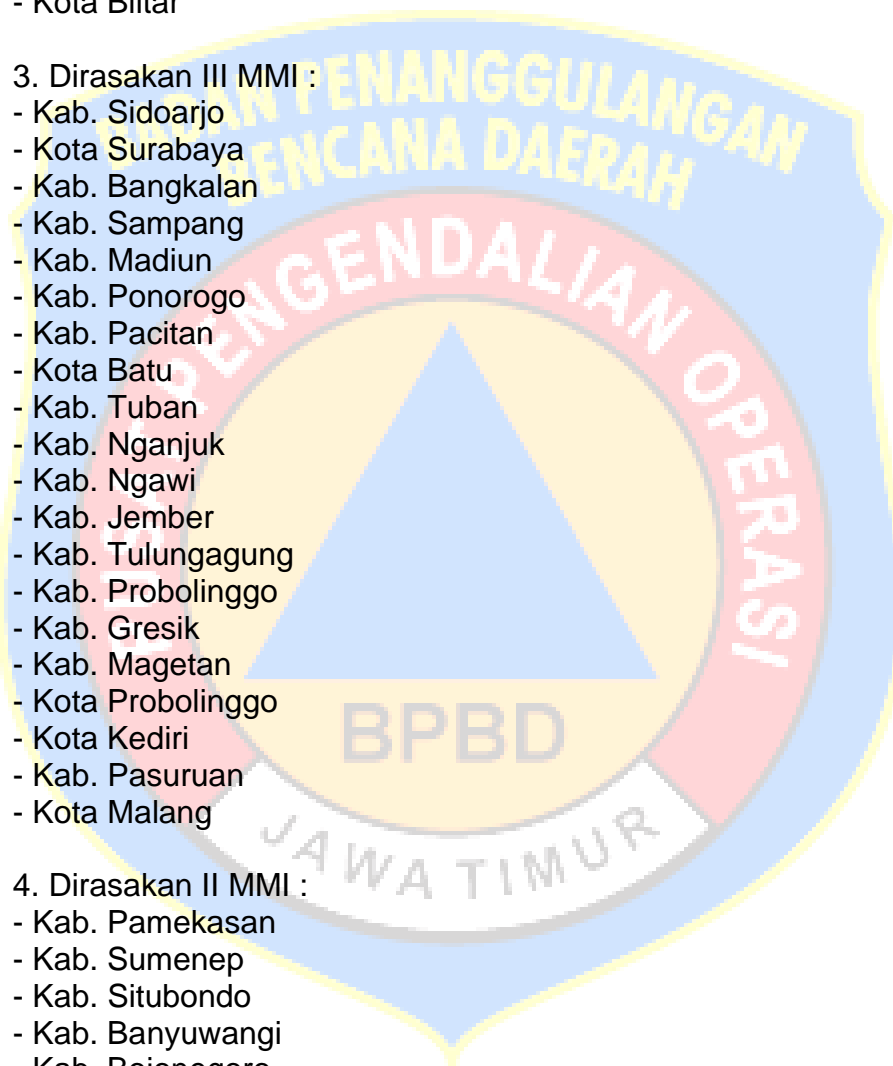 - Kota Blitar
3. Dirasakan III MMI :
- Kab. Sidoarjo
- Kota Surabaya
- Kab. Bangkalan
- Kab. Sampang
- Kab. Madiun
- Kab. Ponorogo
- Kab. Pacitan
- Kota Batu
- Kab. Tuban
- Kab. Nganjuk
- Kab. Ngawi
- Kab. Jember
- Kab. Tulungagung
- Kab. Probolinggo
- Kab. Gresik
- Kab. Magetan
- Kota Probolinggo
- Kota Kediri
- Kab. Pasuruan
- Kota Malang
4. Dirasakan II MMI :
- Kab. Pamekasan
- Kab. Sumenep
- Kab. Situbondo
- Kab. Banyuwangi
- Kab. Bojonegoro
BADAN PENANGGULANGAN
BENCANA DAERAH
PUSAT PENGENDALIAN OPERASI
BPBD
JAWA TIMUR